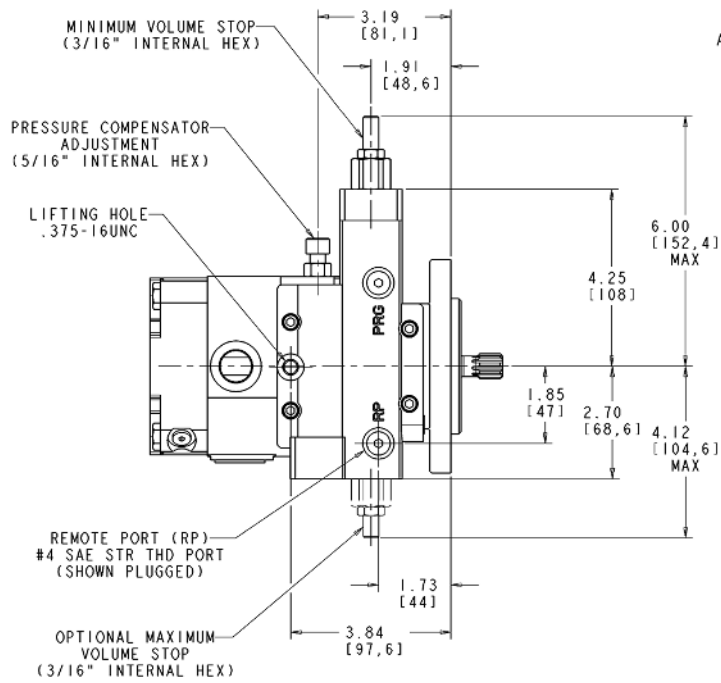 MINIMUM VOLUME STOP
(3/16" INTERNAL HEX)
3.19
[81,1]
A
1.91
[48,6]
PRESSURE COMPENSATOR
ADJUSTMENT
(5/16" INTERNAL HEX)
LIFTING HOLE
.375-16UNC
6.00
[152,4]
MAX
4.25
[108]
PRG
RP
1.85
[47]
2.70
[68,6]
4.12
[104,6]
MAX
REMOTE PORT (RP)
#4 SAE STR THD PORT
(SHOWN PLUGGED)
1.73
[44]
3.84
[97,6]
OPTIONAL MAXIMUM
VOLUME STOP
(3/16" INTERNAL HEX)